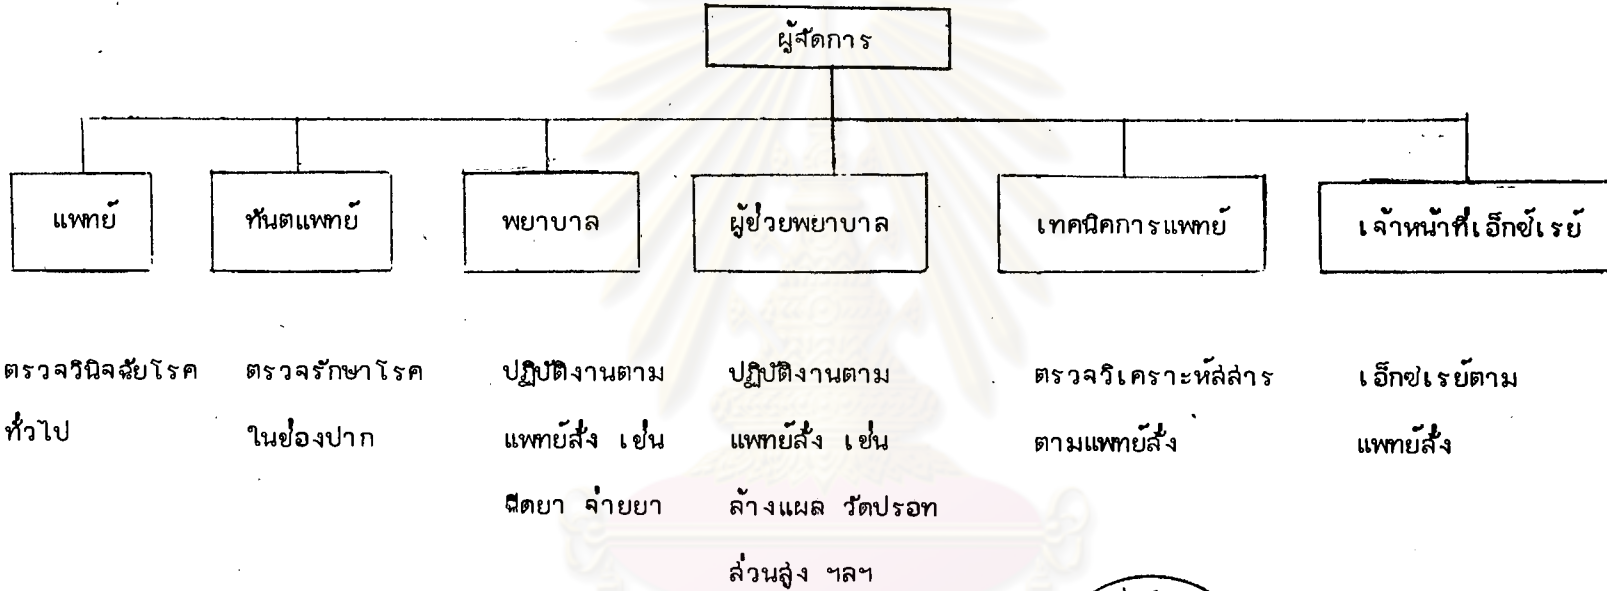 ผู้จัดการ
แพทย์
ทันตแพทย์
พยาบาล
ผู้ช่วยพยาบาล
เทคนิคการแพทย์
เจ้าหน้าที่เอ็กซ์เรย์
ตรวจวินิจฉัยโรค
ทั่วไป
ตรวจรักษาโรค
ในช่องปาก
ปฏิบัติงานตาม
แพทย์สั่ง เช่น
ฉีดยา จ่ายยา
ปฏิบัติงานตาม
แพทย์สั่ง เช่น
ล้างแผล วัดปรอท
ส่วนสูง ฯลฯ
ตรวจวิเคราะห์สาร
ตามแพทย์สั่ง
เอ็กซเรย์ตาม
แพทย์สั่ง